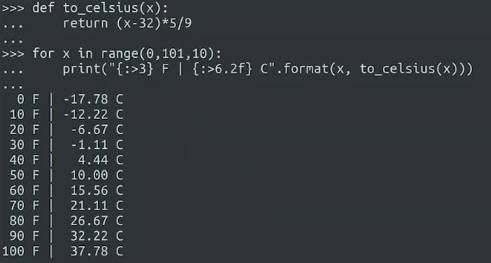 >>> def to_celsius(x):
...     return (x-32)*5/9
...
>>> for x in range(0,101,10):
...     print("{:>3} F | {:>6.2f} C".format(x, to_celsius(x)))
...
  0 F | -17.78 C
 10 F | -12.22 C
 20 F |  -6.67 C
 30 F |  -1.11 C
 40 F |   4.44 C
 50 F |  10.00 C
 60 F |  15.56 C
 70 F |  21.11 C
 80 F |  26.67 C
 90 F |  32.22 C
100 F |  37.78 C